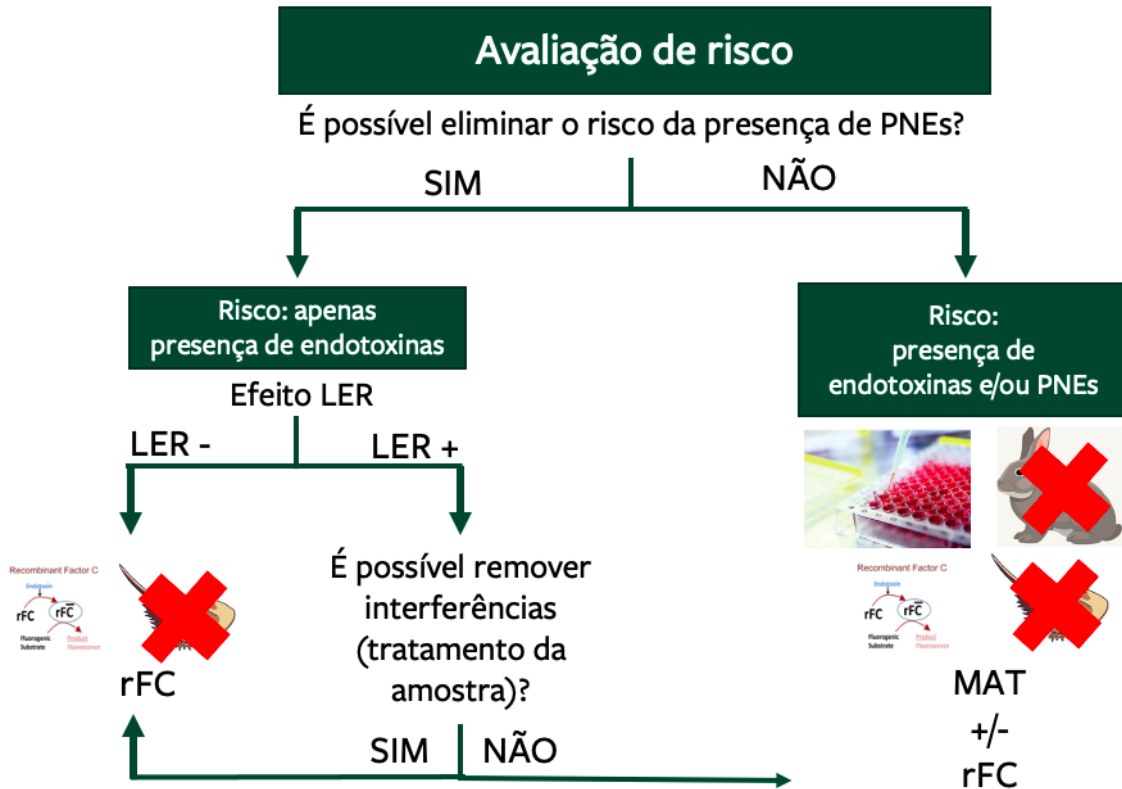 Avaliação de risco
É possível eliminar o risco da presença de PNEs?
SIM
NÃO
Risco: apenas
presença de endotoxinas
Efeito LER
LER -
LER +
Recombinant Factor C
Endotoxin
rFC
rFC
Fluorogenic
Substrate
Product
Fluorescence
rFC
É possível remover
interferências
(tratamento da
amostra)?
SIM
NÃO
Risco:
presença de
endotoxinas e/ou PNEs
Recombinant Factor C
Endotoxin
rFC
rFC
Fluorogenic
Substrate
Product
Fluorescence
MAT
+/-
rFC